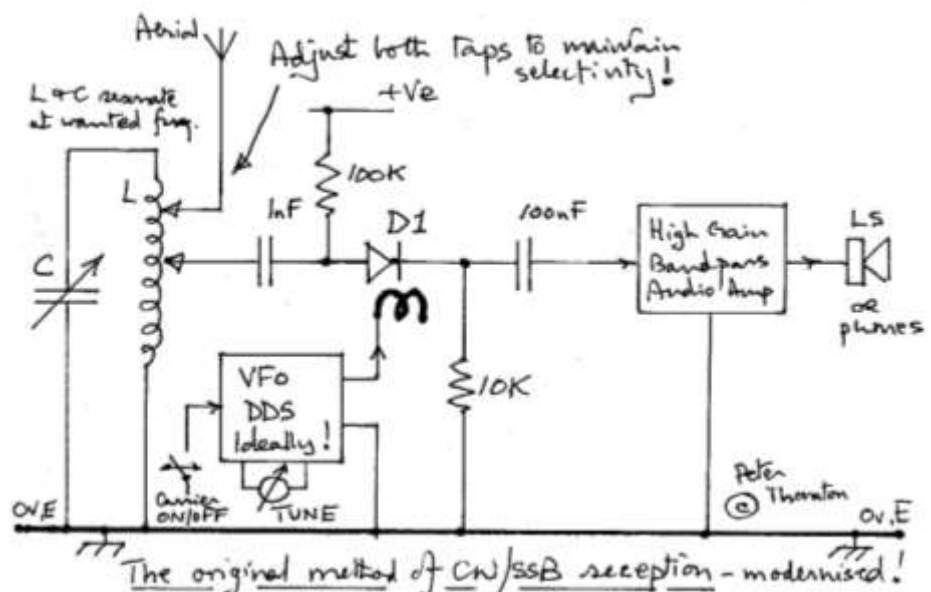 Aerial
Adjust both taps to maintain
selectivity!
L & C resonate
at wanted freq.
+Ve
L
100K
1nF
D1
100nF
C
High Gain
Bandpass
Audio Amp
LS
or
phones
VFO
DDS
Ideally!
10K
Carrier
ON/OFF
TUNE
Peter
Thornton
©
0V,E
0V,E
The original method of CW/SSB reception - modernised!